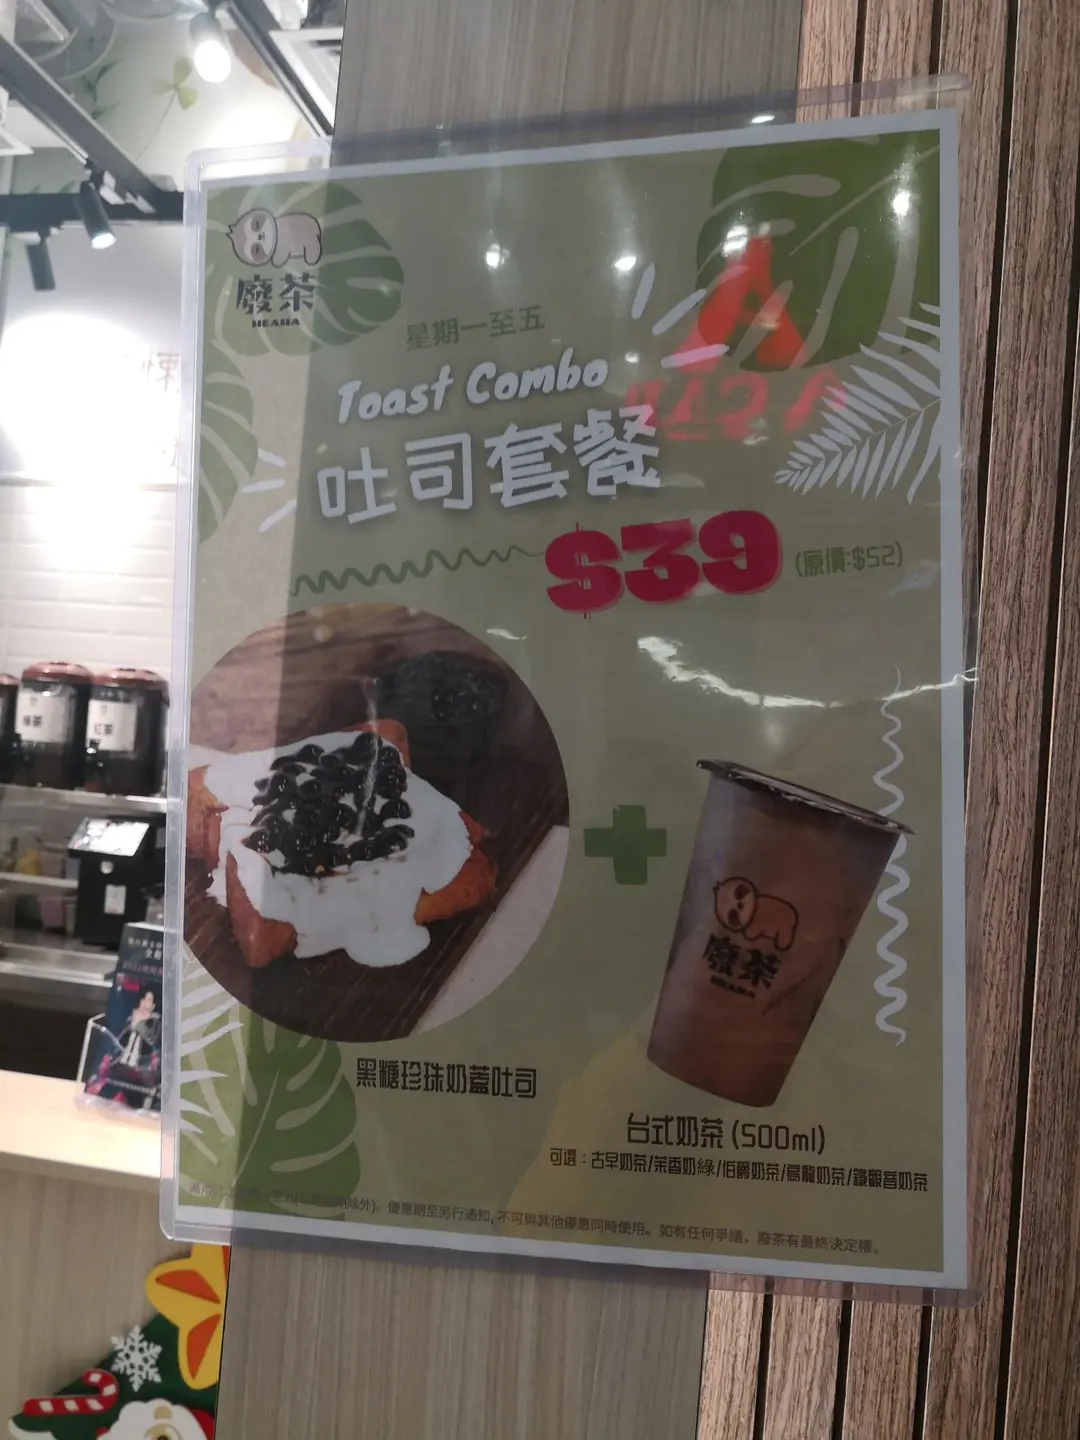 廢茶
HEAHA
星期一至五
Toast Combo
吐司套餐
$39 (原價:$52)
廢茶
HEAHA
黑糖珍珠奶蓋吐司
台式奶茶 (500ml)
可選：古早奶茶/茉香奶綠/伯爵奶茶/烏龍奶茶/鐵觀音奶茶
除外)。優惠期至另行通知, 不可與其他優惠同時使用。如有任何爭議，廢茶有最終決定權。
紅茶